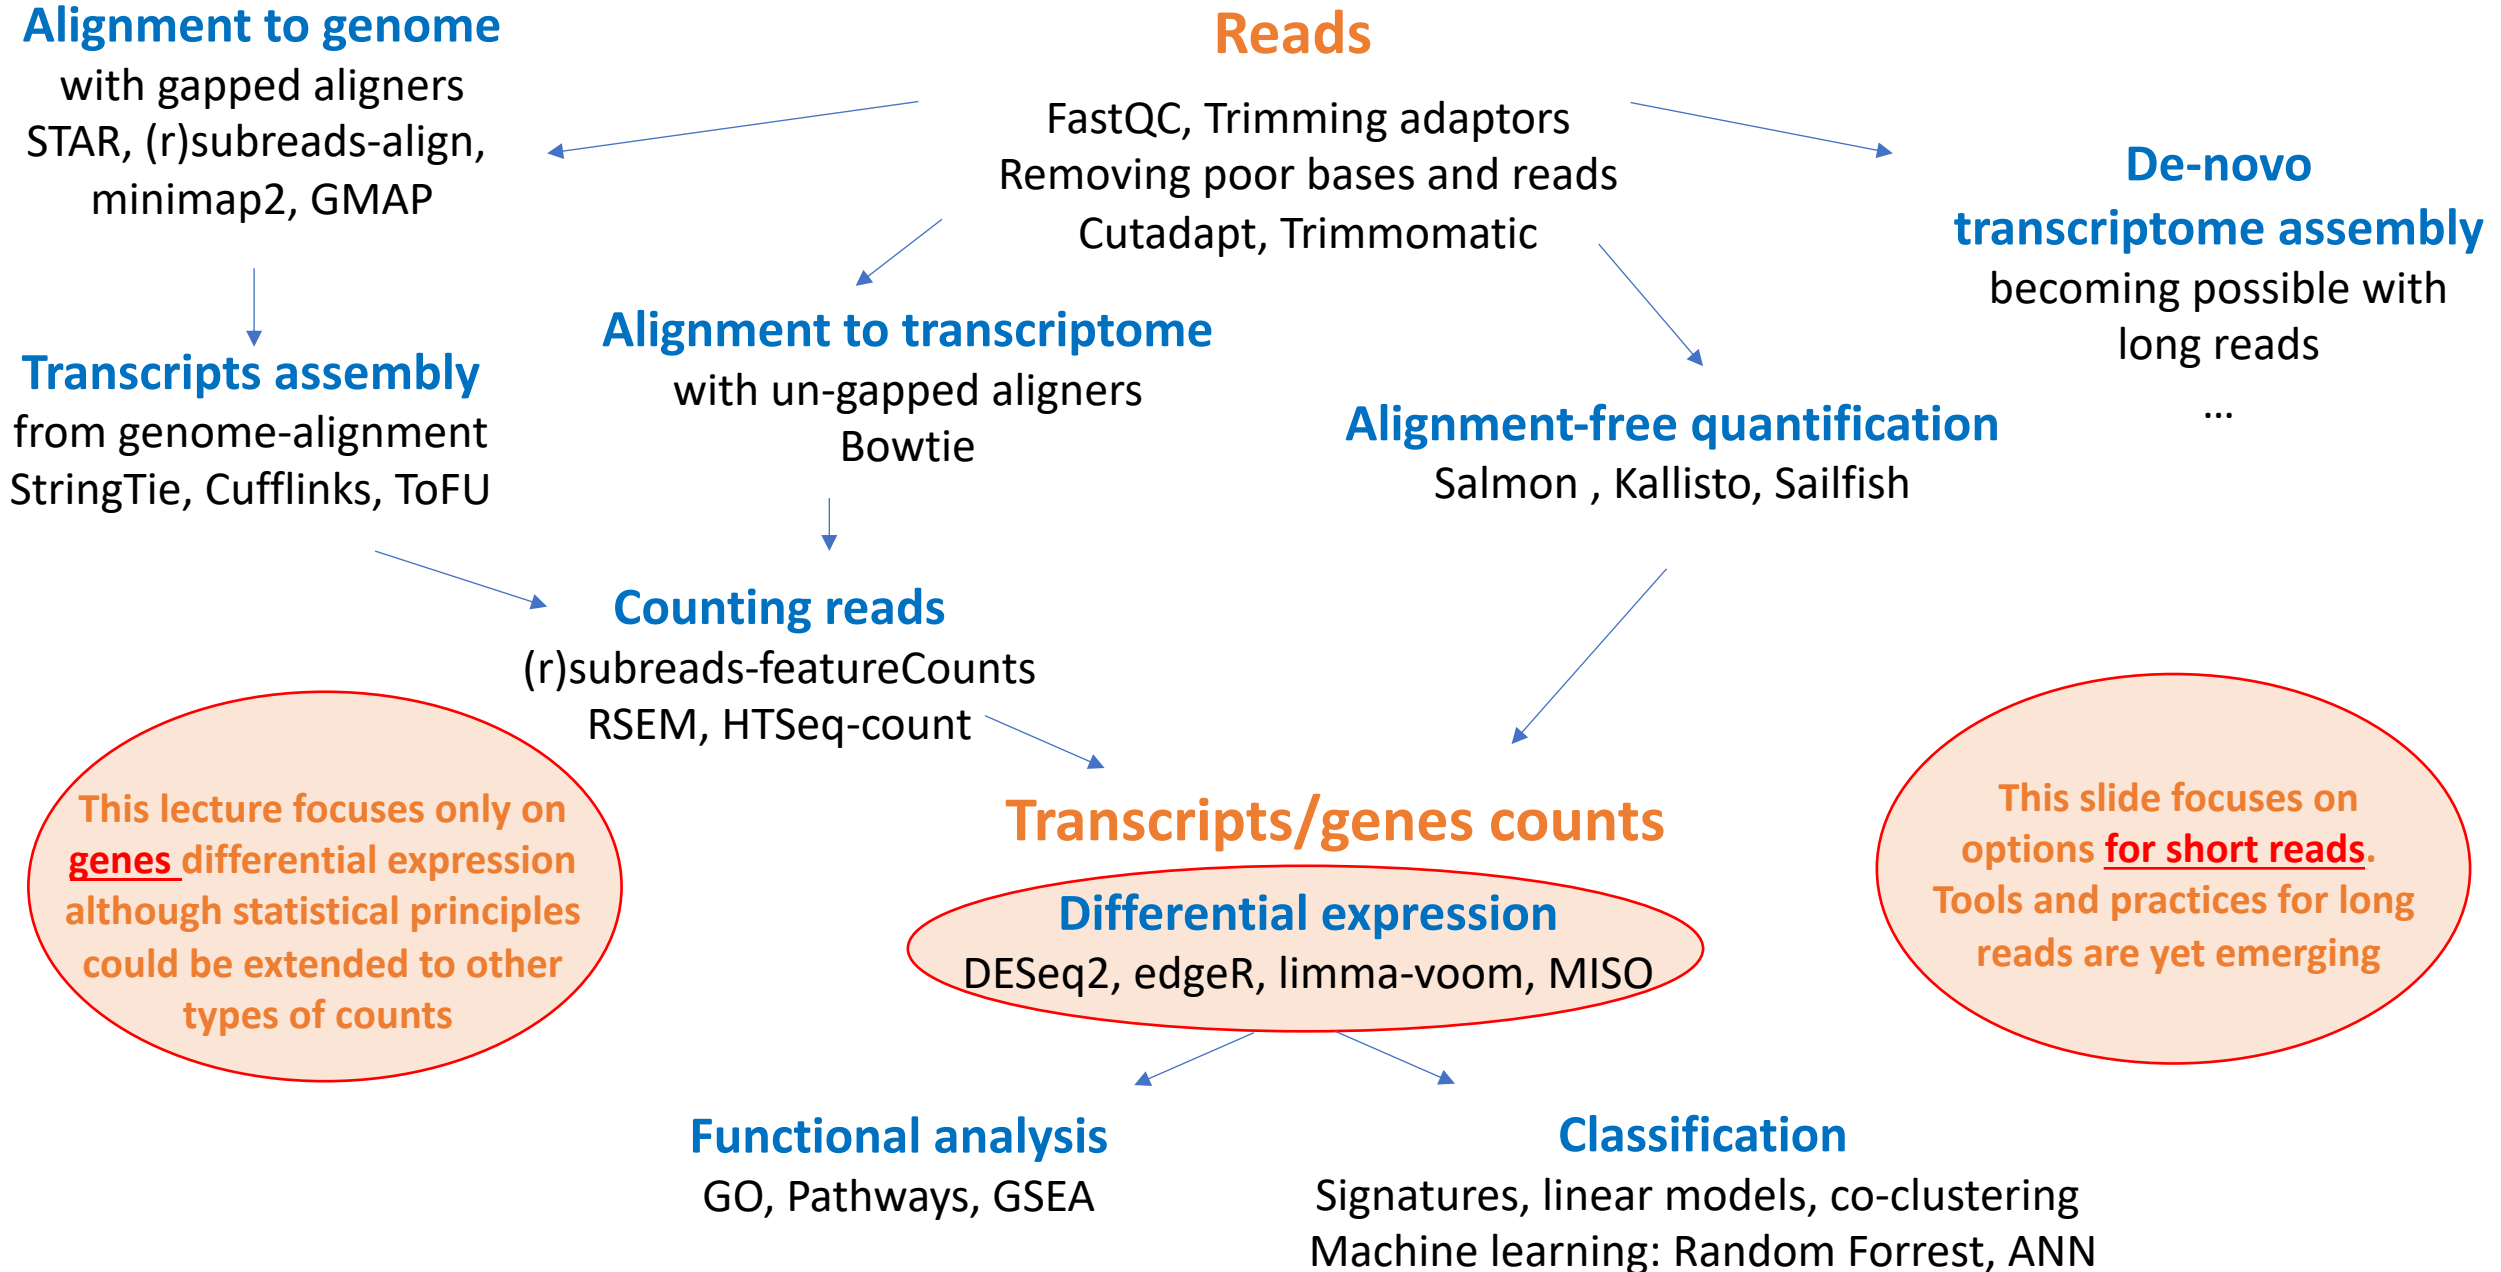 Alignment to genome
with gapped aligners
STAR, (r)subreads-align,
minimap2, GMAP
Reads
FastQC, Trimming adaptors
Removing poor bases and reads
Cutadapt, Trimmomatic
De-novo
transcriptome assembly
becoming possible with
long reads
...
Transcripts assembly
from genome-alignment
StringTie, Cufflinks, ToFU
Alignment to transcriptome
with un-gapped aligners
Bowtie
Alignment-free quantification
Salmon , Kallisto, Sailfish
Counting reads
(r)subreads-featureCounts
RSEM, HTSeq-count
This lecture focuses only on
genes differential expression
although statistical principles
could be extended to other
types of counts
Transcripts/genes counts
Differential expression
DESeq2, edgeR, limma-voom, MISO
This slide focuses on
options for short reads.
Tools and practices for long
reads are yet emerging
Functional analysis
GO, Pathways, GSEA
Classification
Signatures, linear models, co-clustering
Machine learning: Random Forrest, ANN